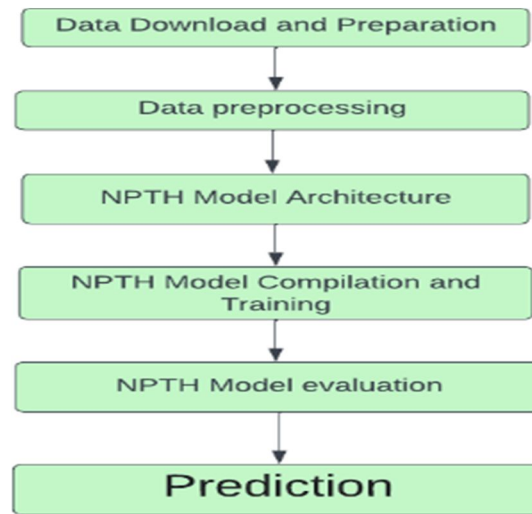 Data Download and Preparation
Data preprocessing
NPTH Model Architecture
NPTH Model Compilation and
Training
NPTH Model evaluation
Prediction